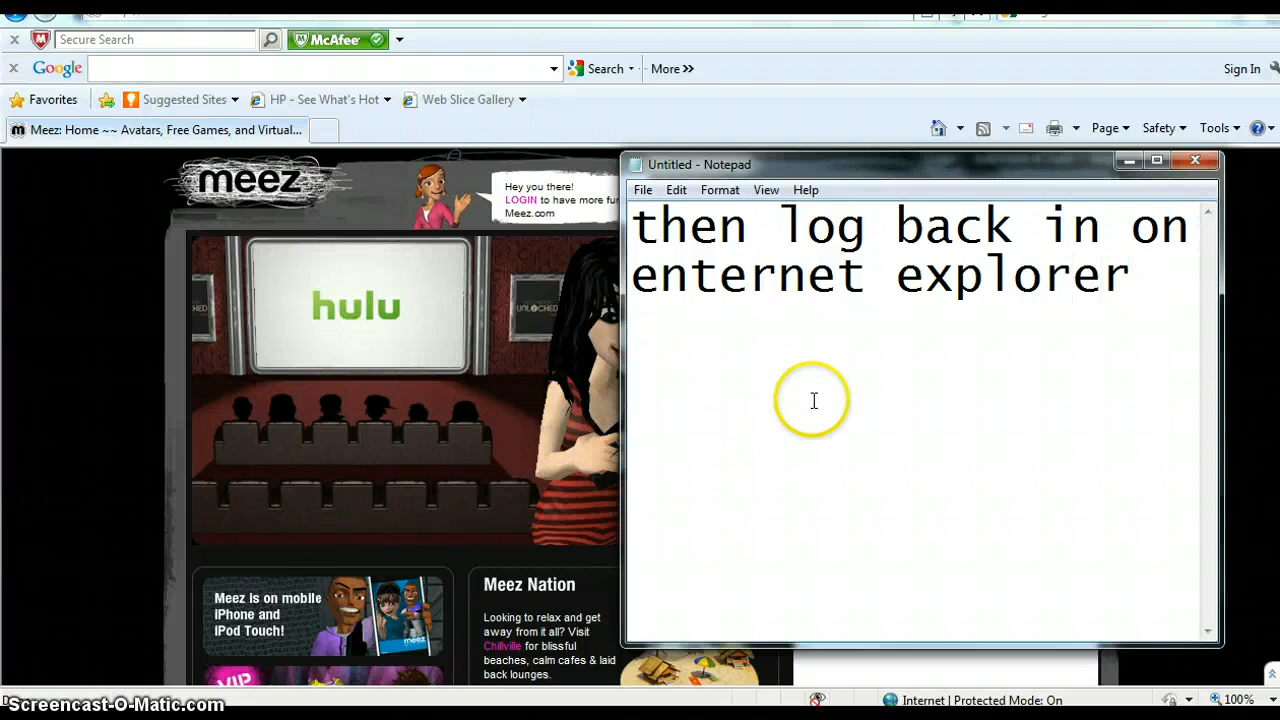 Secure Search
McAfee
Google
Search
More »
Sign In
Favorites
Suggested Sites
HP - See What's Hot
Web Slice Gallery
m Meez: Home ~~ Avatars, Free Games, and Virtual...
Page
Safety
Tools
meez
Hey you there!
LOGIN to have more fun
Meez.com
hulu
UNLOCHED
Untitled - Notepad
File Edit Format View Help
then log back in on
enternet explorer
Meez is on mobile
iPhone and
iPod Touch!
meez
VIP
Meez Nation
Looking to relax and get
away from it all? Visit
Chillville for blissful
beaches, calm cafes & laid
back lounges.
Screencast-O-Matic.com
Internet | Protected Mode: On
100%